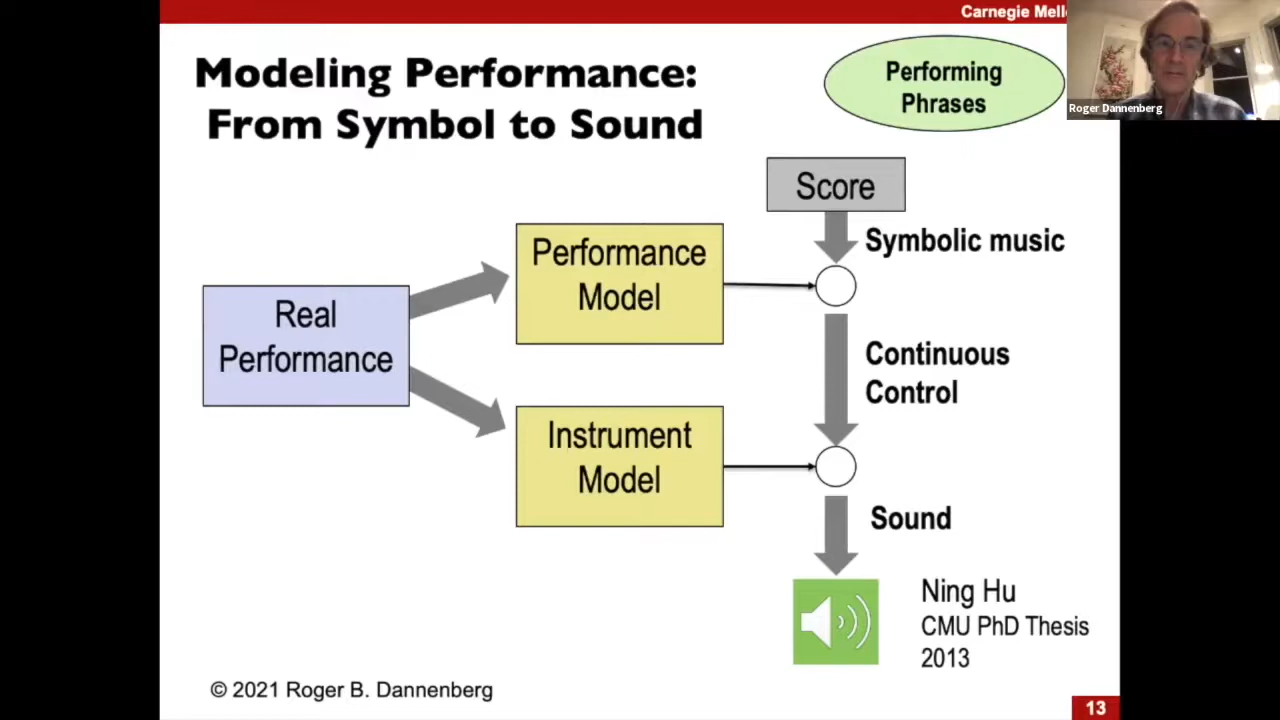 Carnegie Mell
Modeling Performance:
From Symbol to Sound
Performing
Phrases
Roger Dannenberg
Score
Symbolic music
Performance
Model
Real
Performance
Continuous
Control
Instrument
Model
Sound
Ning Hu
CMU PhD Thesis
2013
© 2021 Roger B. Dannenberg
13